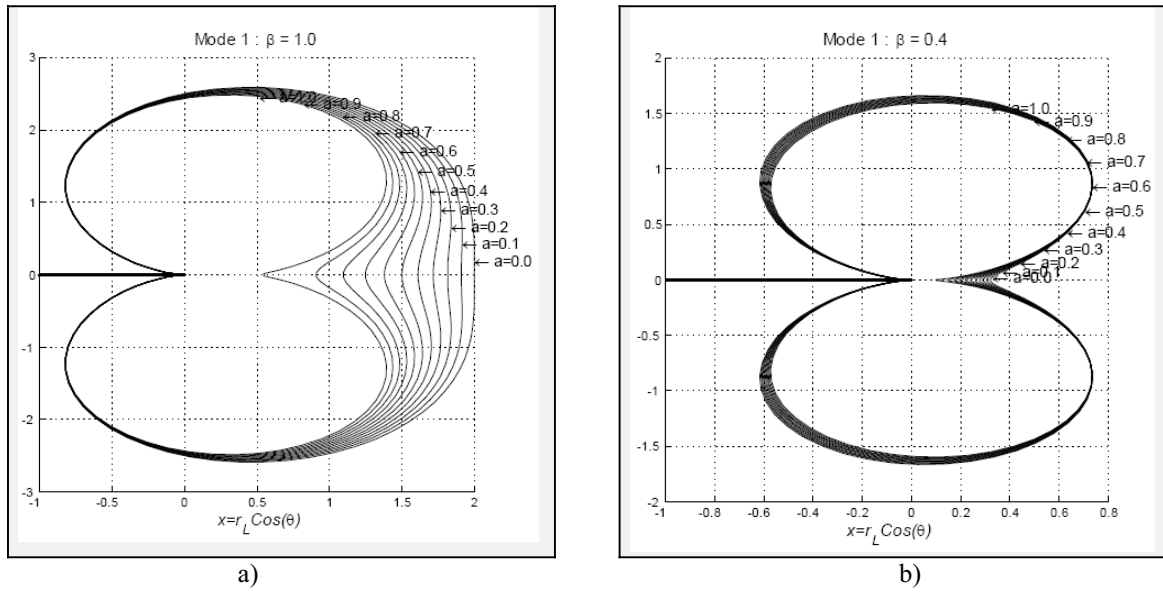 Mode 1 : β = 1.0
3
2
1
0
-1
-2
-3
a=0.9
a=0.8
a=0.7
a=0.6
a=0.5
a=0.4
a=0.3
a=0.2
a=0.1
a=0.0
-1
-0.5
0
0.5
1
1.5
2
x=r_L Cos(θ)
a)
Mode 1 : β = 0.4
2
1.5
1
0.5
0
-0.5
-1
-1.5
-2
a=1.0
a=0.9
a=0.8
a=0.7
a=0.6
a=0.5
a=0.4
a=0.3
a=0.2
a=0.1
a=0.0
-1
-0.8
-0.6
-0.4
-0.2
0
0.2
0.4
0.6
0.8
x=r_L Cos(θ)
b)